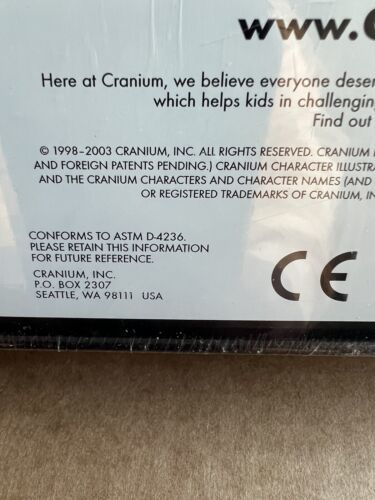 www.
Here at Cranium, we believe everyone deser
which helps kids in challenging
Find out
© 1998-2003 CRANIUM, INC. ALL RIGHTS RESERVED. CRANIUM
AND FOREIGN PATENTS PENDING.) CRANIUM CHARACTER ILLUSTRA
AND THE CRANIUM CHARACTERS AND CHARACTER NAMES (AND
OR REGISTERED TRADEMARKS OF CRANIUM, IN
CONFORMS TO ASTM D-4236.
PLEASE RETAIN THIS INFORMATION
FOR FUTURE REFERENCE.
CRANIUM, INC.
P.O. BOX 2307
SEATTLE, WA 98111 USA
CE